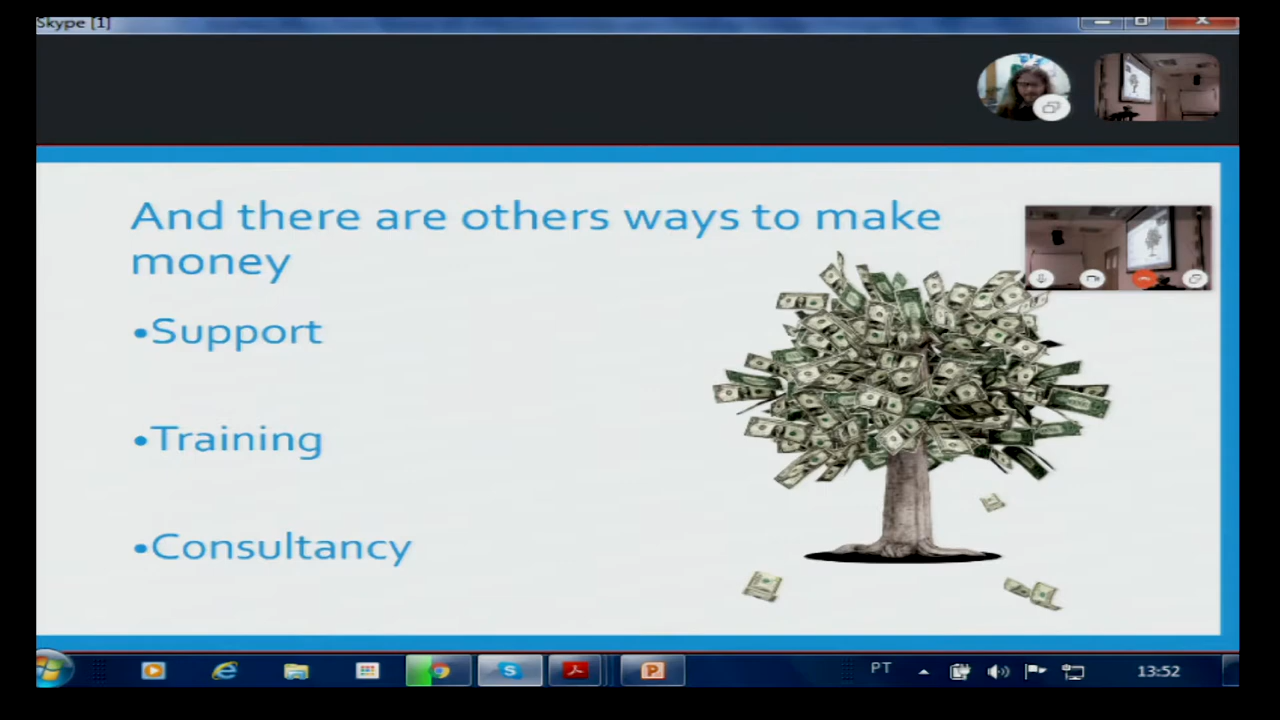 Skype [1]
And there are others ways to make
money
•Support
•Training
•Consultancy
PT
13:52